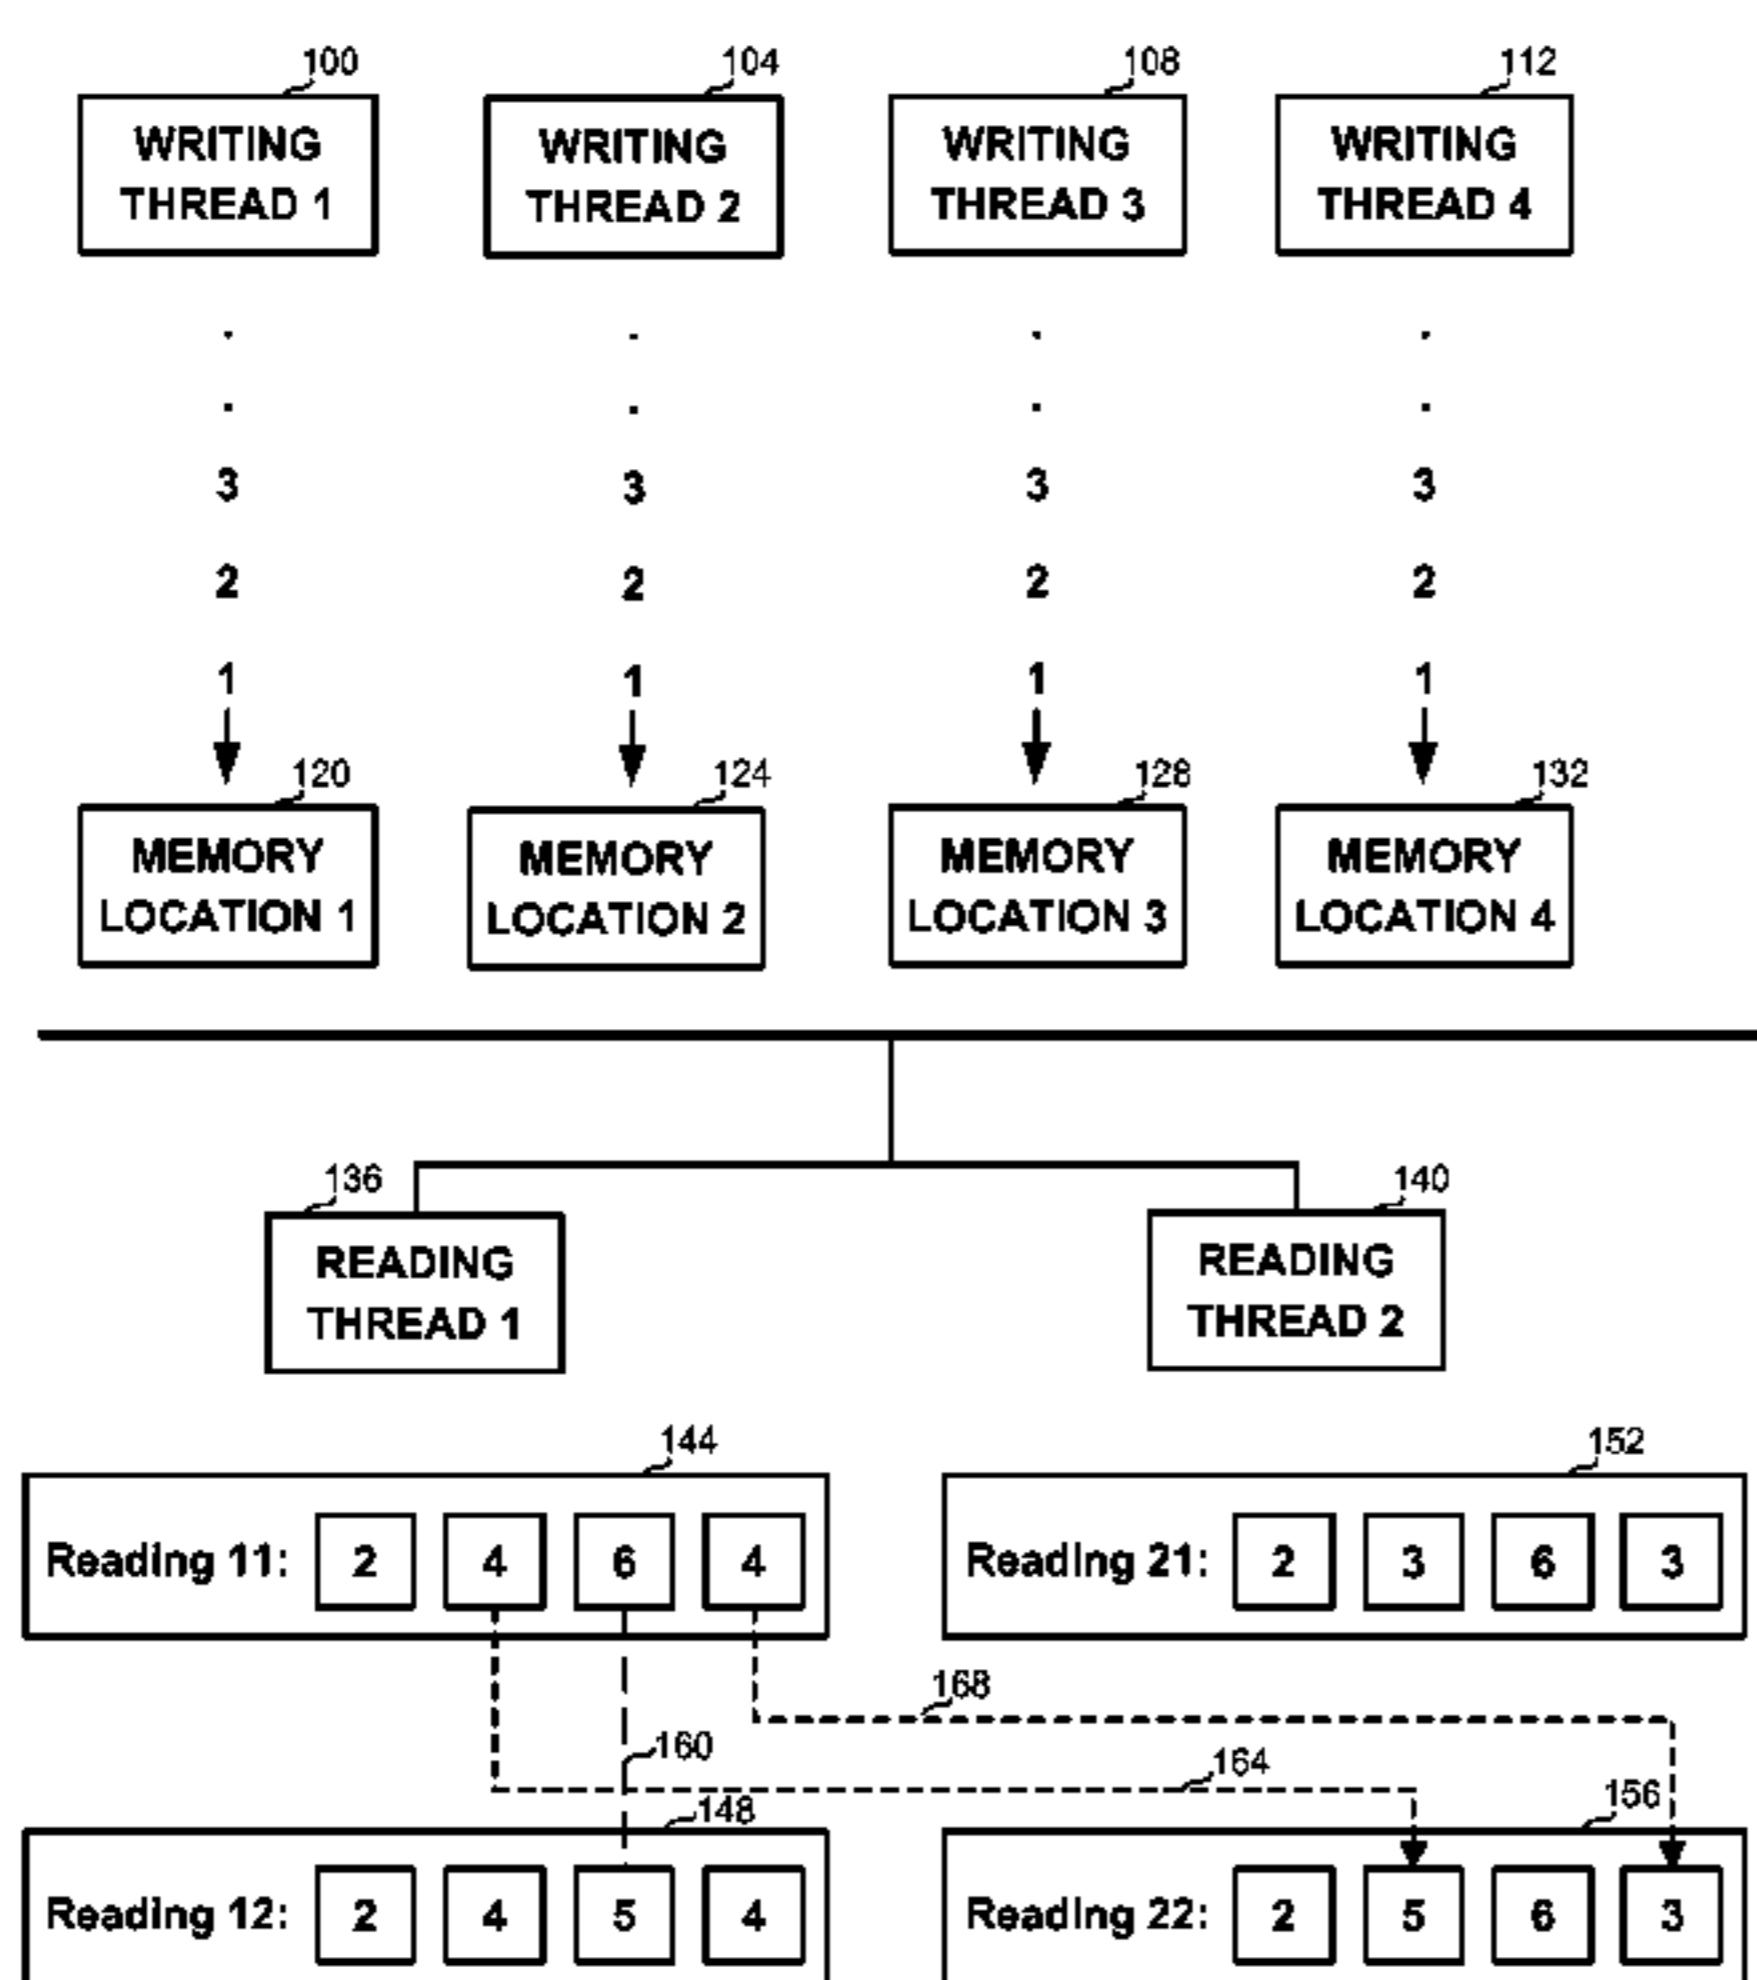 100 104 108 112
WRITING WRITING WRITING WRITING
THREAD 1 THREAD 2 THREAD 3 THREAD 4
. . . .
. . . .
3 3 3 3
2 2 2 2
1 1 1 1
120 124 128 132
MEMORY MEMORY MEMORY MEMORY
LOCATION 1 LOCATION 2 LOCATION 3 LOCATION 4
136 140
READING READING
THREAD 1 THREAD 2
144 152
Reading 11: 2 4 6 4 Reading 21: 2 3 6 3
168
160 164
148 156
Reading 12: 2 4 5 4 Reading 22: 2 5 6 3